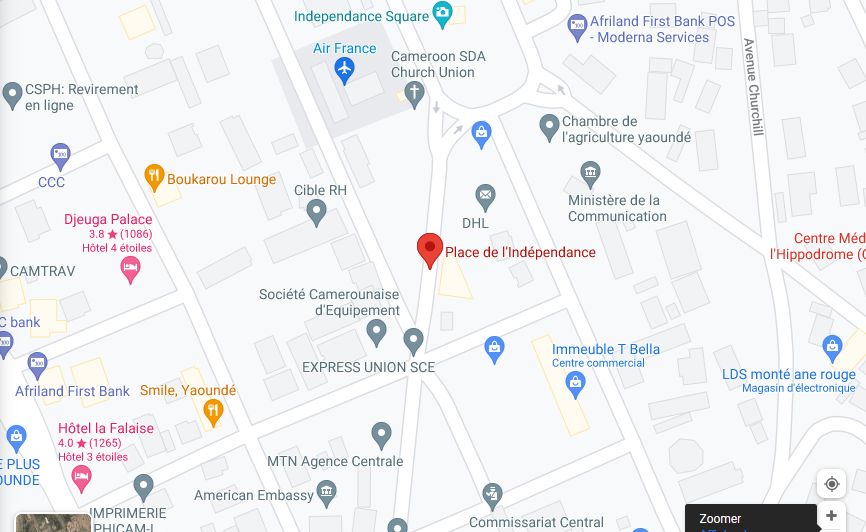 Independance Square
Afriland First Bank POS
- Moderna Services
Air France
Cameroon SDA
Church Union
Avenue Churchill
CSPH: Revirement
en ligne
Chambre de
l'agriculture yaoundé
CCC
Boukarou Lounge
Cible RH
Ministère de la
Communication
Djeuga Palace
3.8 ★ (1086)
Hôtel 4 étoiles
DHL
Centre Méd
l'Hippodrome (C
Place de l'Indépendance
CAMTRAV
Société Camerounaise
d'Equipement
C bank
Immeuble T Bella
Centre commercial
EXPRESS UNION SCE
LDS monté ane rouge
Magasin d'électronique
Afriland First Bank
Smile, Yaoundé
Hôtel la Falaise
4.0 ★ (1265)
Hôtel 3 étoiles
E PLUS
OUNDE
MTN Agence Centrale
American Embassy
IMPRIMERIE
PHICAM-I
Commissariat Central
Zoomer
+